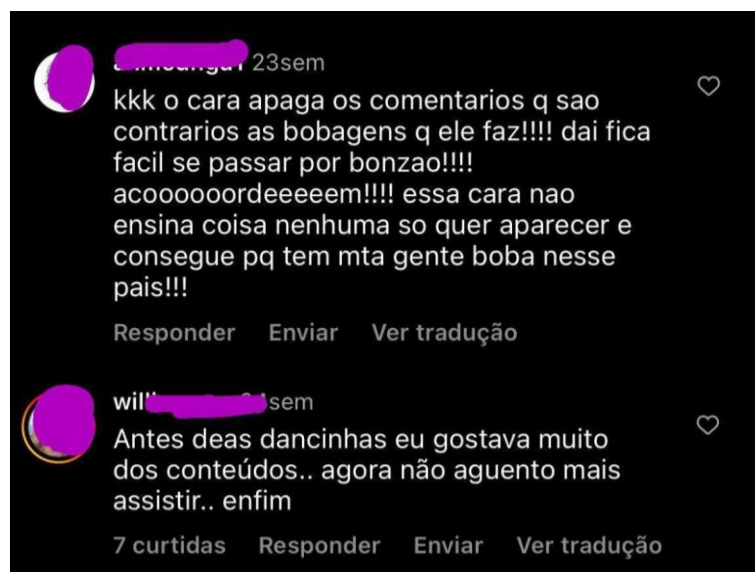 23sem
kkk o cara apaga os comentarios q sao
contrarios as bobagens q ele faz!!!! dai fica
facil se passar por bonzao!!!!
acoooooordeeeeem!!!! essa cara nao
ensina coisa nenhuma so quer aparecer e
consegue pq tem mta gente boba nesse
pais!!!
Responder Enviar Ver tradução
sem
Antes deas dancinhas eu gostava muito
dos conteúdos.. agora não aguento mais
assistir.. enfim
7 curtidas Responder Enviar Ver tradução